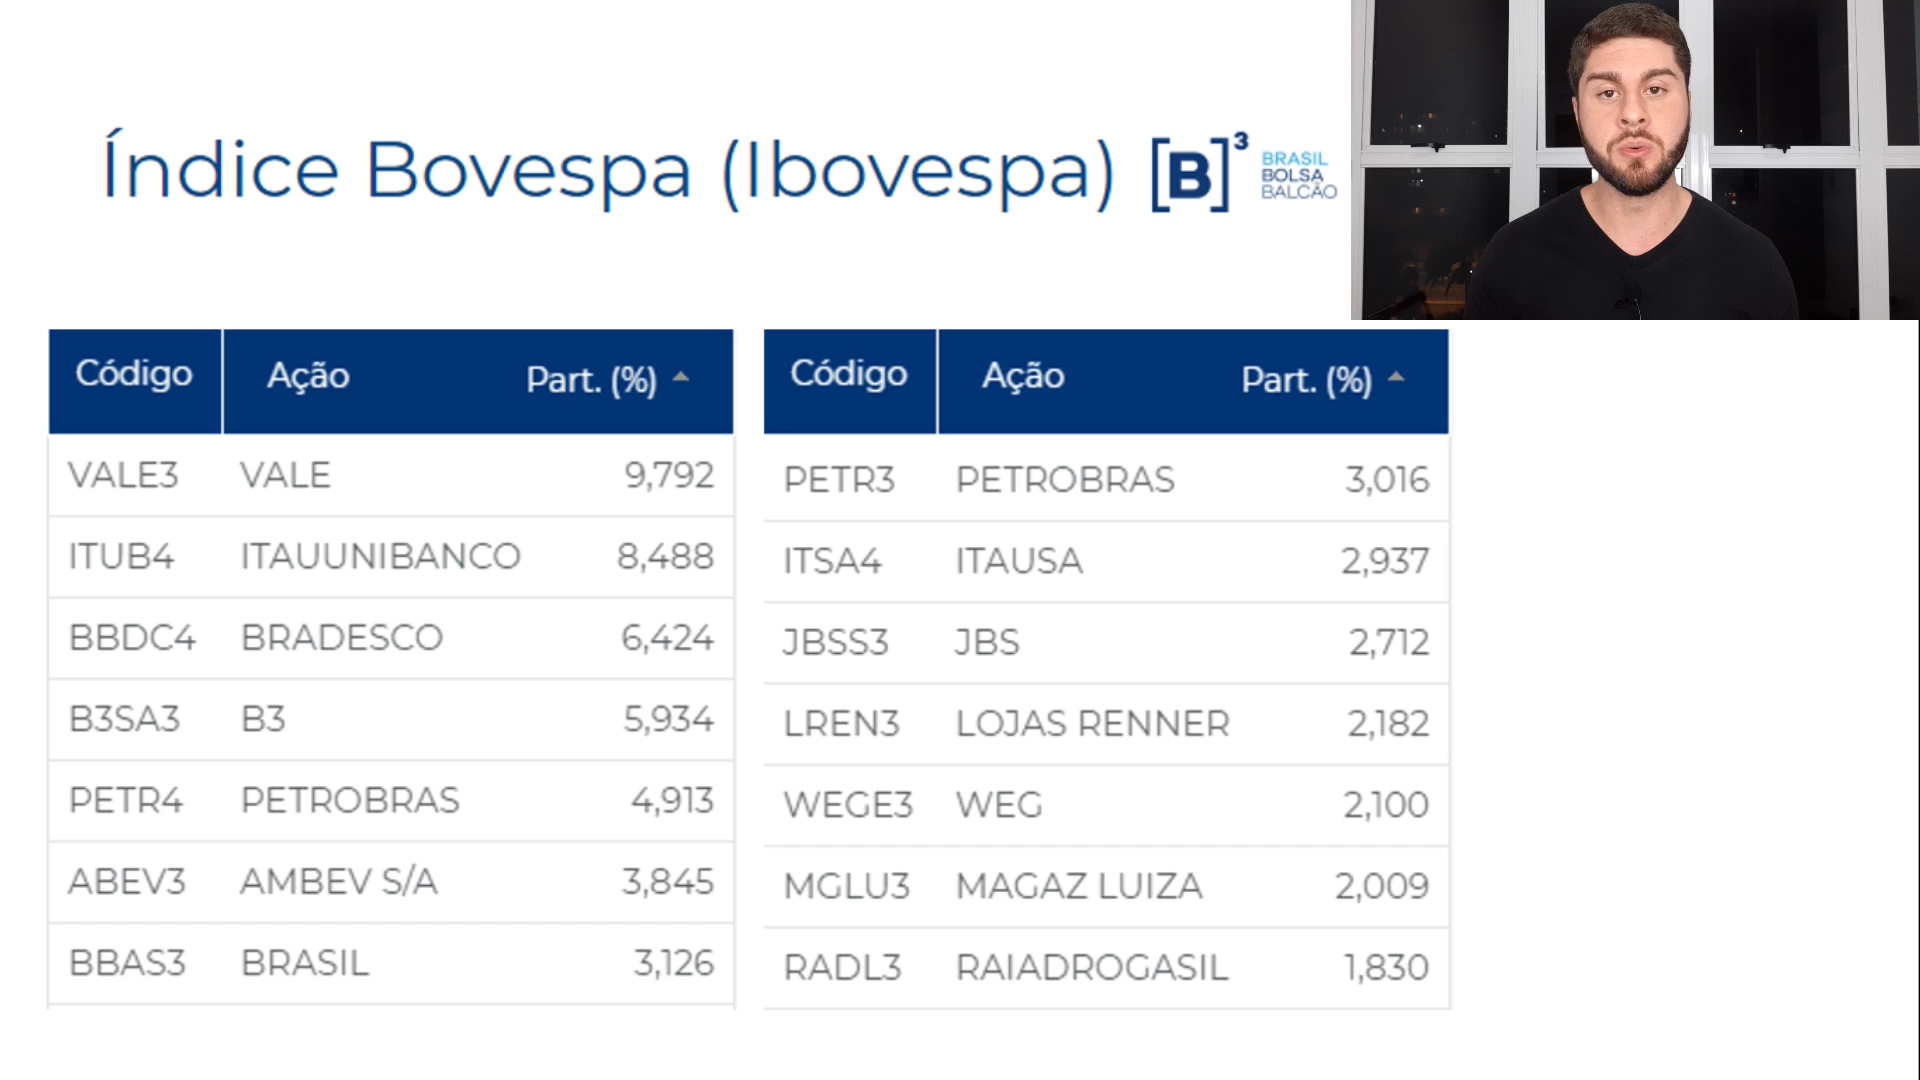 Índice Bovespa (Ibovespa) [B]³ BRASIL BOLSA BALCÃO
Código Ação Part. (%)
VALE3 VALE 9,792
ITUB4 ITAUUNIBANCO 8,488
BBDC4 BRADESCO 6,424
B3SA3 B3 5,934
PETR4 PETROBRAS 4,913
ABEV3 AMBEV S/A 3,845
BBAS3 BRASIL 3,126
Código Ação Part. (%)
PETR3 PETROBRAS 3,016
ITSA4 ITAUSA 2,937
JBSS3 JBS 2,712
LREN3 LOJAS RENNER 2,182
WEGE3 WEG 2,100
MGLU3 MAGAZ LUIZA 2,009
RADL3 RAIADROGASIL 1,830